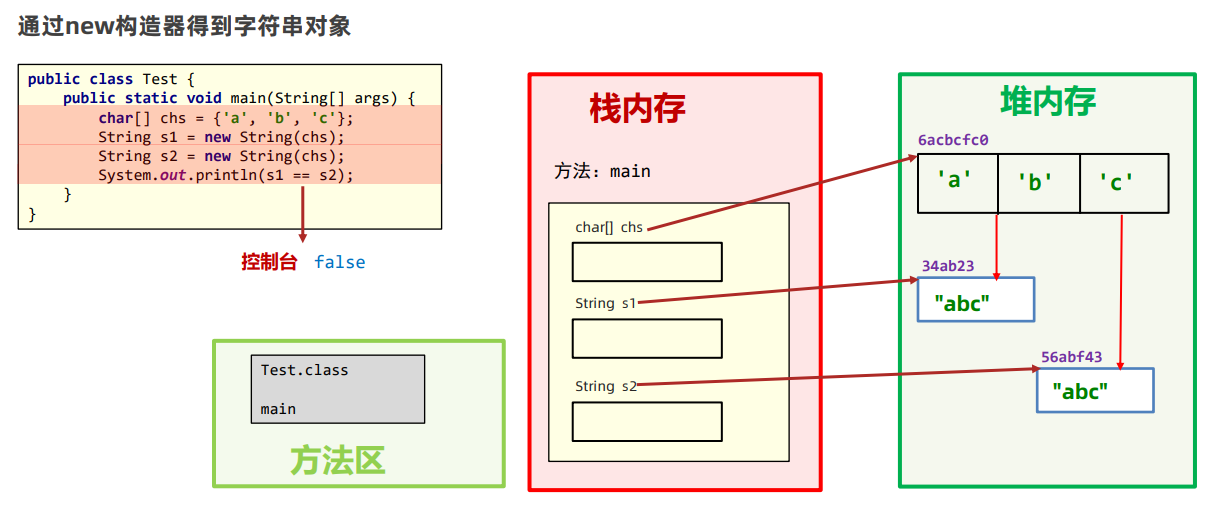 通过new构造器得到字符串对象
public class Test {
    public static void main(String[] args) {
        char[] chs = {'a', 'b', 'c'};
        String s1 = new String(chs);
        String s2 = new String(chs);
        System.out.println(s1 == s2);
    }
}
控制台 false
Test.class
main
方法区
栈内存
方法：main
char[] chs
String s1
String s2
堆内存
6acbcfc0
'a' 'b' 'c'
34ab23
"abc"
56abf43
"abc"